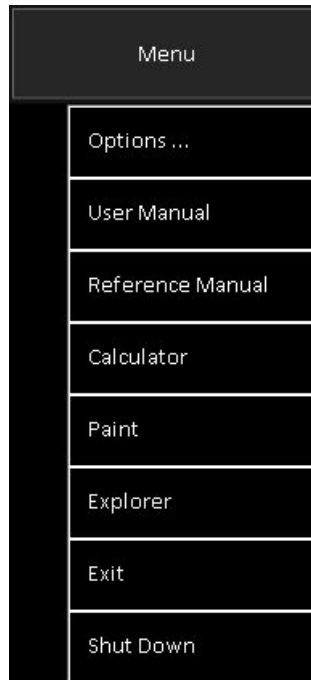 Menu
Options ...
User Manual
Reference Manual
Calculator
Paint
Explorer
Exit
Shut Down